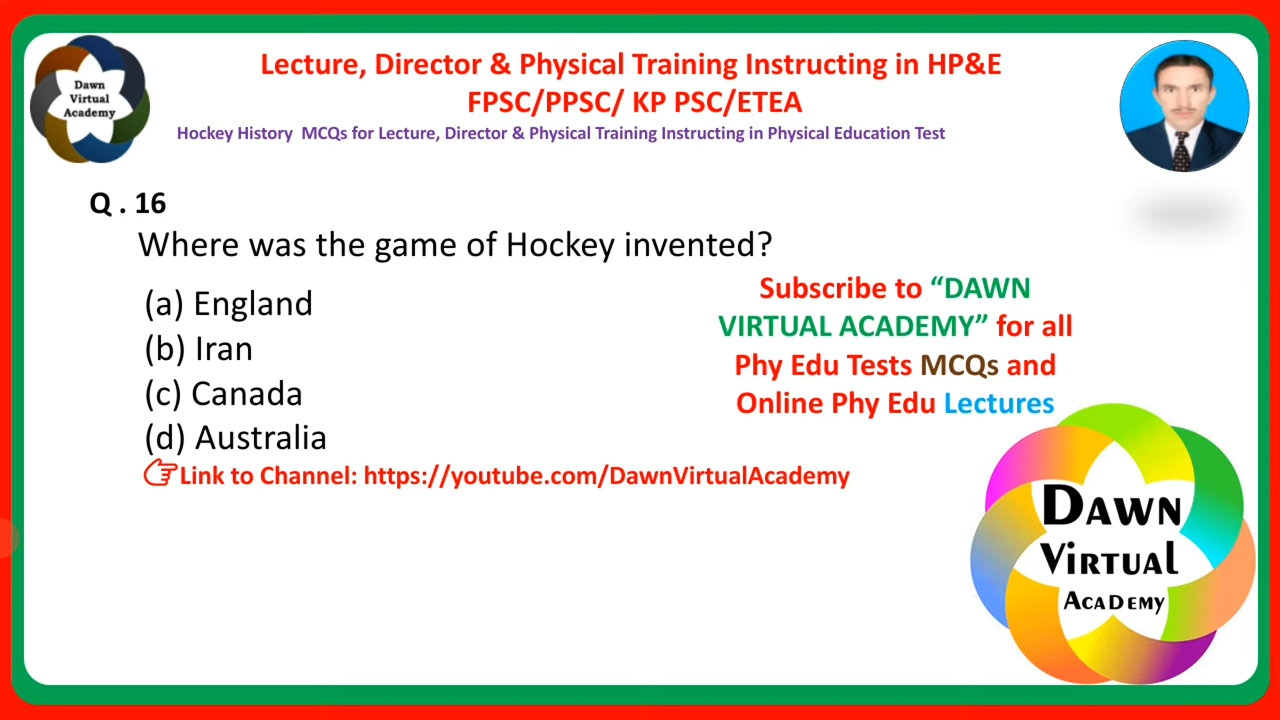 Lecture, Director & Physical Training Instructing in HP&E
FPSC/PPSC/ KP PSC/ETEA
Hockey History  MCQs for Lecture, Director & Physical Training Instructing in Physical Education Test
Dawn
Virtual
Academy
Q . 16
Where was the game of Hockey invented?
(a) England
(b) Iran
(c) Canada
(d) Australia
Subscribe to “DAWN
VIRTUAL ACADEMY” for all
Phy Edu Tests MCQs and
Online Phy Edu Lectures
Link to Channel: https://youtube.com/DawnVirtualAcademy
DAWN
VIRTUAL
ACADEMY